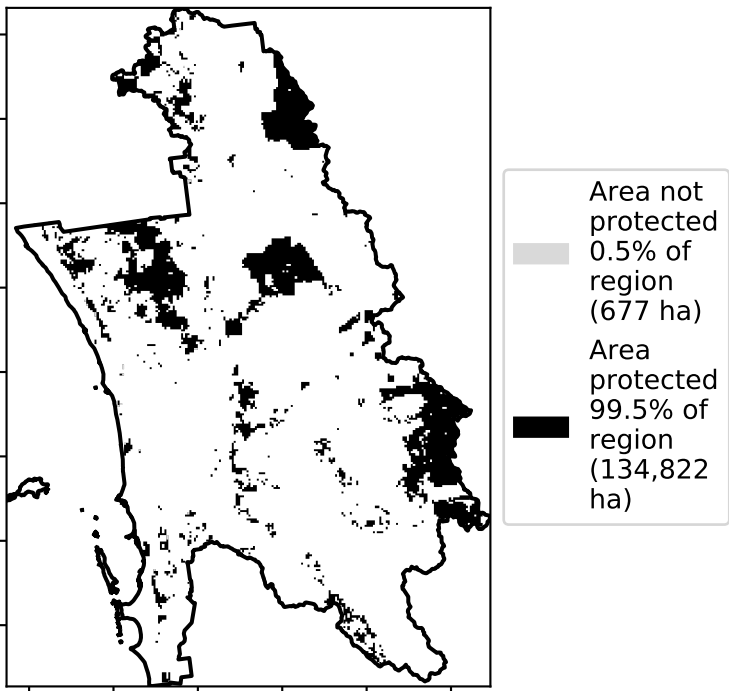 Area not
protected
0.5% of
region
(677 ha)
Area
protected
99.5% of
region
(134,822
ha)